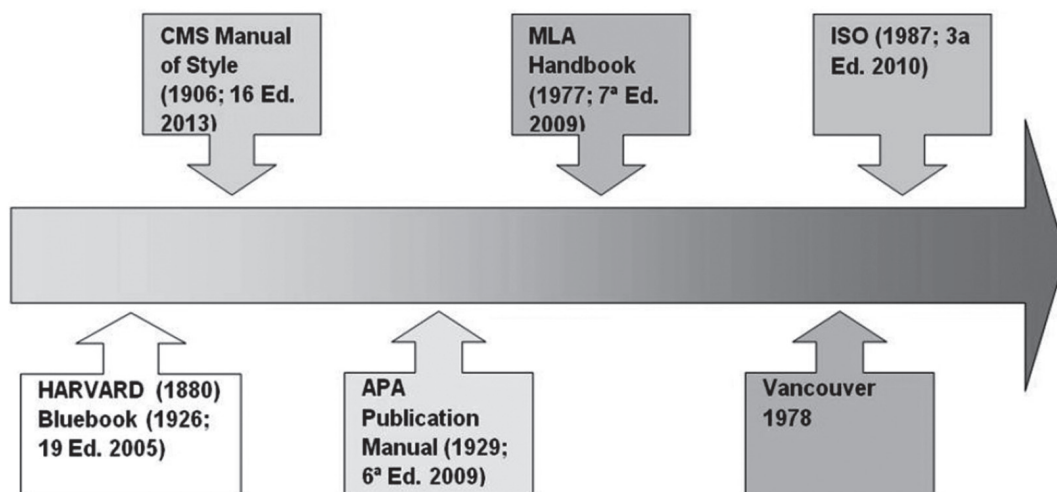 CMS Manual
of Style
(1906; 16 Ed.
2013)
MLA
Handbook
(1977; 7ª Ed.
2009)
ISO (1987; 3a
Ed. 2010)
HARVARD (1880)
Bluebook (1926;
19 Ed. 2005)
APA
Publication
Manual (1929;
6ª Ed. 2009)
Vancouver
1978